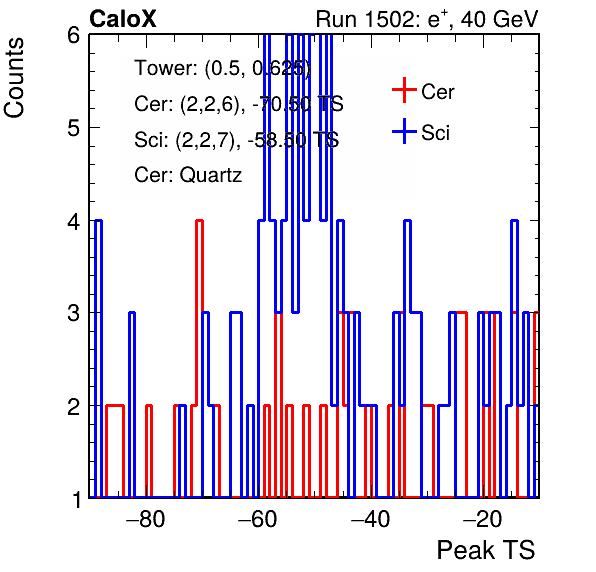 CaloX
Run 1502: e+, 40 GeV
Counts
6
5
4
3
2
1
Tower: (0.5, 0.625)
Cer: (2,2,6), -70.50 TS
Sci: (2,2,7), -58.50 TS
Cer: Quartz
Cer
Sci
−80
−60
−40
−20
Peak TS